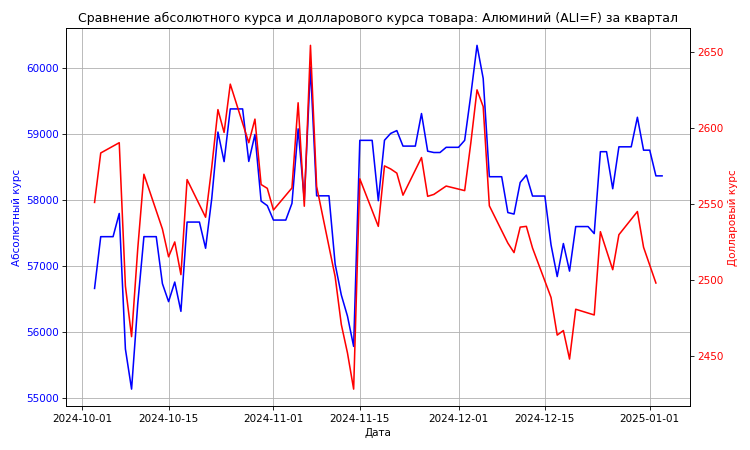 Сравнение абсолютного курса и долларового курса товара: Алюминий (ALI=F) за квартал
Абсолютный курс
60000
59000
58000
57000
56000
55000
2650
2600
2550
2500
2450
Долларовый курс
2024-10-01 2024-10-15 2024-11-01 2024-11-15 2024-12-01 2024-12-15 2025-01-01
Дата